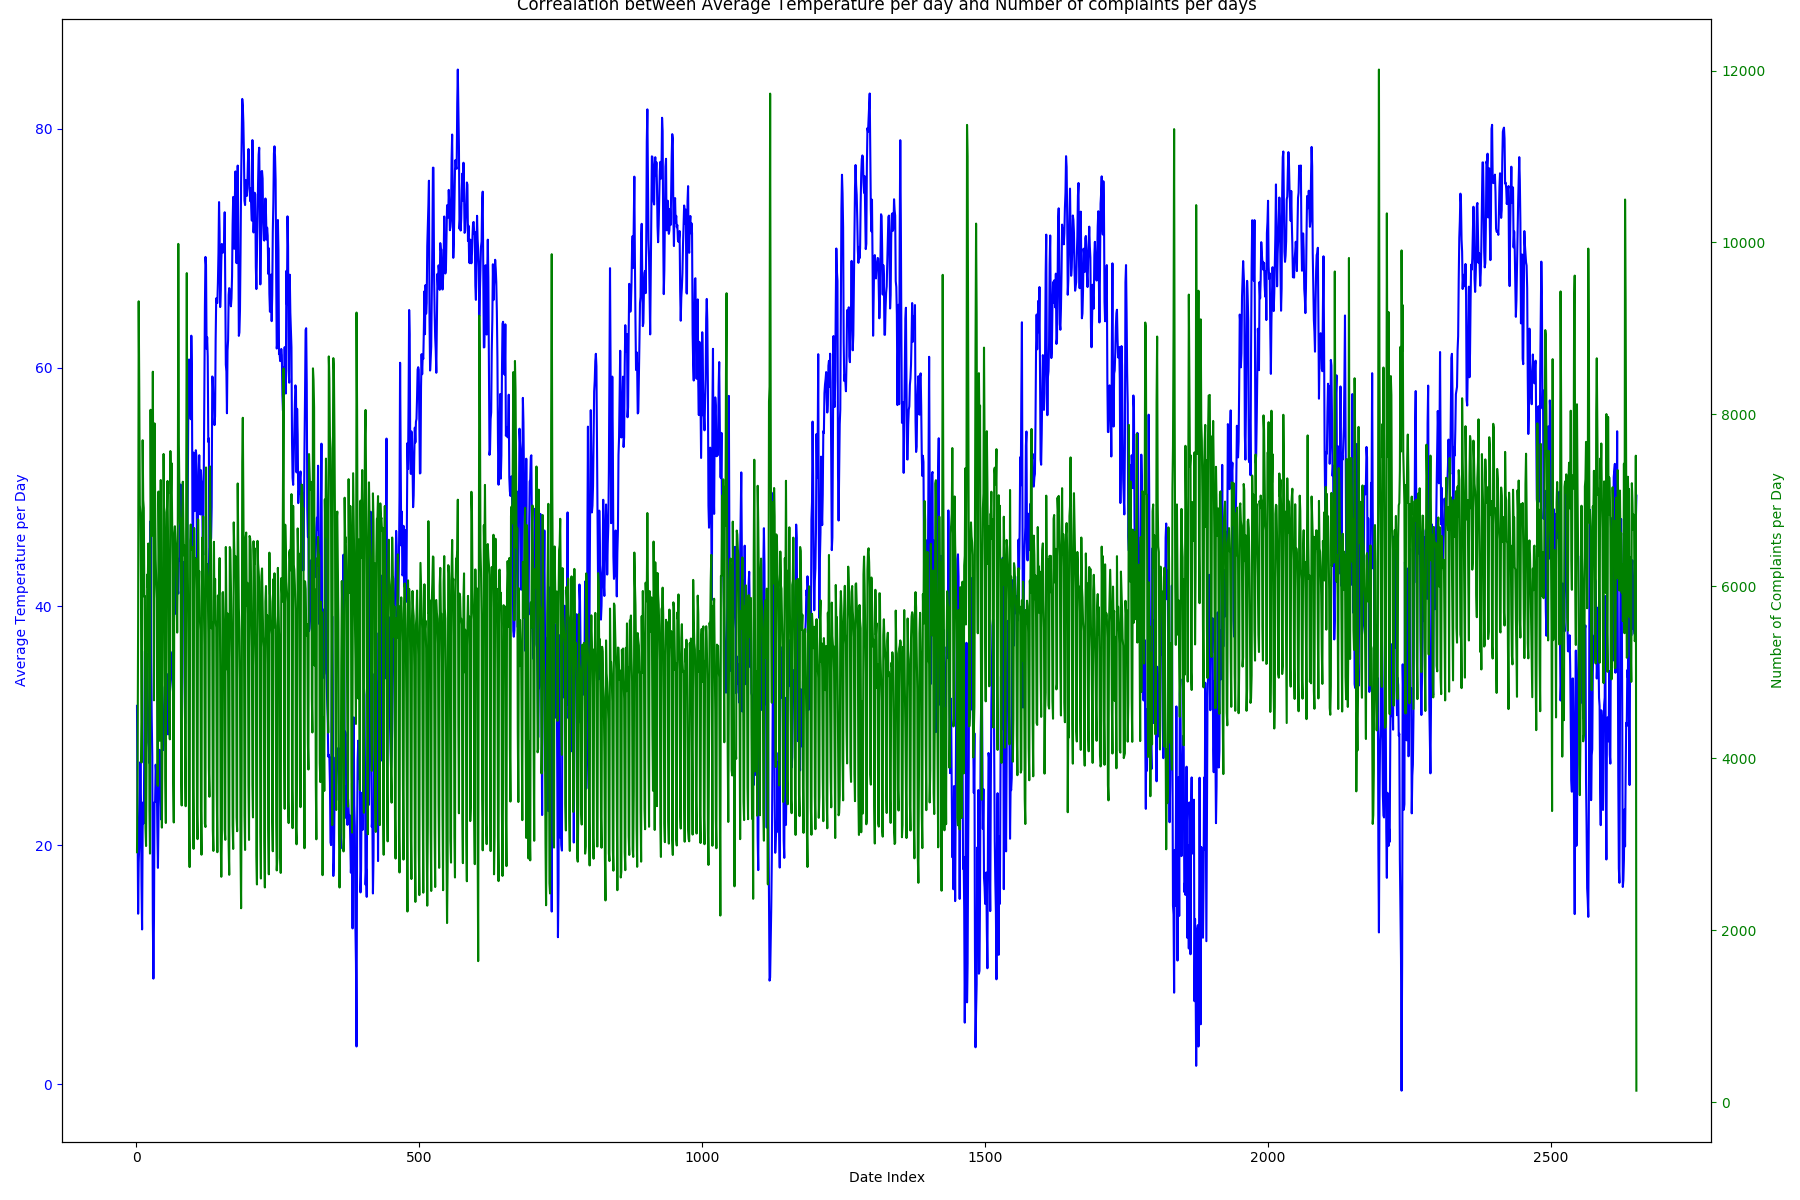 Correalation between Average Temperature per day and Number of complaints per days
80
60
40
20
0
Average Temperature per Day
12000
10000
8000
6000
4000
2000
0
Number of Complaints per Day
0 500 1000 1500 2000 2500
Date Index